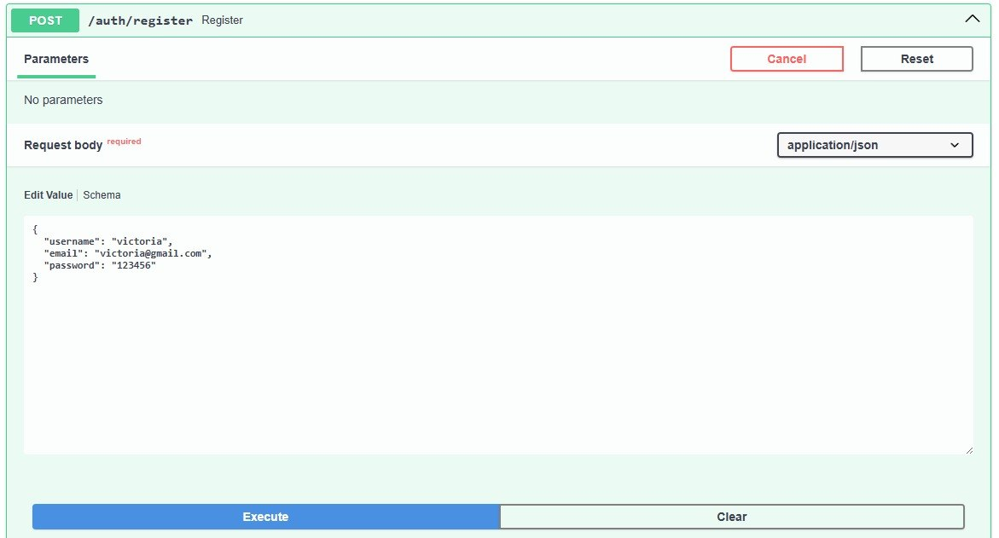 POST /auth/register Register
Parameters Cancel Reset
No parameters
Request body required application/json
Edit Value Schema
{
  "username": "victoria",
  "email": "victoria@gmail.com",
  "password": "123456"
}
Execute Clear